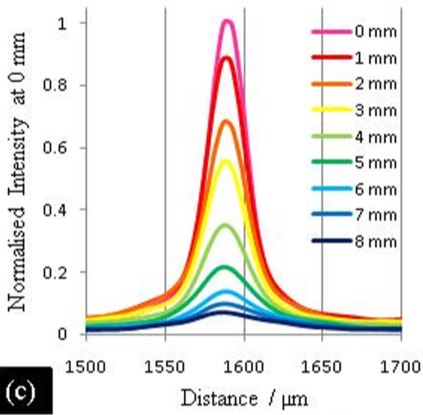 Normalised Intensity at 0 mm
1
0.8
0.6
0.4
0.2
0
1500 1550 1600 1650 1700
Distance / μm
0 mm
1 mm
2 mm
3 mm
4 mm
5 mm
6 mm
7 mm
8 mm
(c)